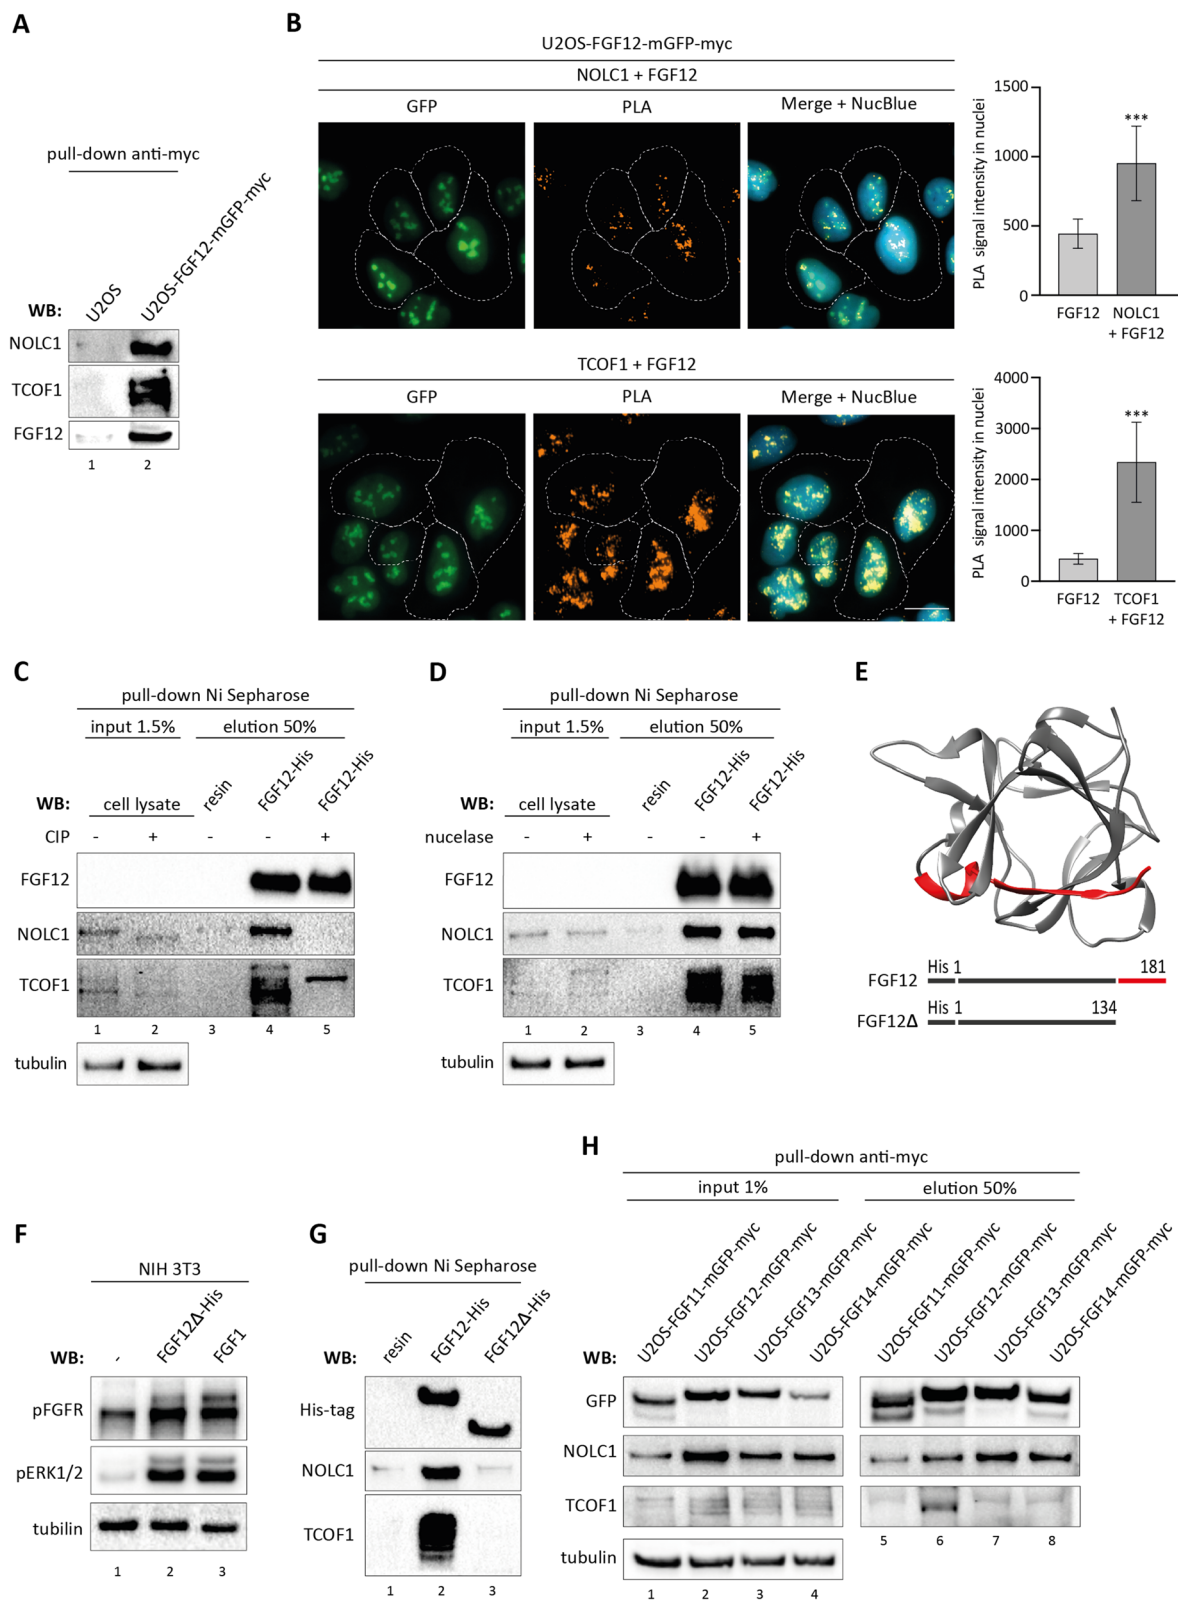 A
pull-down anti-myc
WB:
U2OS
U2OS-FGF12-mGFP-myc
NOLC1
TCOF1
FGF12
1 2
B
U2OS-FGF12-mGFP-myc
NOLC1 + FGF12
GFP PLA Merge + NucBlue
PLA signal intensity in nuclei
1500
1000
500
0
***
FGF12 NOLC1
+ FGF12
TCOF1 + FGF12
GFP PLA Merge + NucBlue
PLA signal intensity in nuclei
4000
3000
2000
1000
0
***
FGF12 TCOF1
+ FGF12
C
pull-down Ni Sepharose
input 1.5% elution 50%
WB: cell lysate resin FGF12-His FGF12-His
CIP - + - - +
FGF12
NOLC1
TCOF1
1 2 3 4 5
tubulin
D
pull-down Ni Sepharose
input 1.5% elution 50%
WB: cell lysate resin FGF12-His FGF12-His
nucelase - + - - +
FGF12
NOLC1
TCOF1
1 2 3 4 5
tubulin
E
His 1 181
FGF12
His 1 134
FGF12Δ
F
NIH 3T3
WB: - FGF12Δ-His FGF1
pFGFR
pERK1/2
tubilin
1 2 3
G
pull-down Ni Sepharose
WB: resin FGF12-His FGF12Δ-His
His-tag
NOLC1
TCOF1
1 2 3
H
pull-down anti-myc
input 1% elution 50%
WB: U2OS-FGF11-mGFP-myc U2OS-FGF12-mGFP-myc U2OS-FGF13-mGFP-myc U2OS-FGF14-mGFP-myc U2OS-FGF11-mGFP-myc U2OS-FGF12-mGFP-myc U2OS-FGF13-mGFP-myc U2OS-FGF14-mGFP-myc
GFP
NOLC1
TCOF1
5 6 7 8
tubulin
1 2 3 4